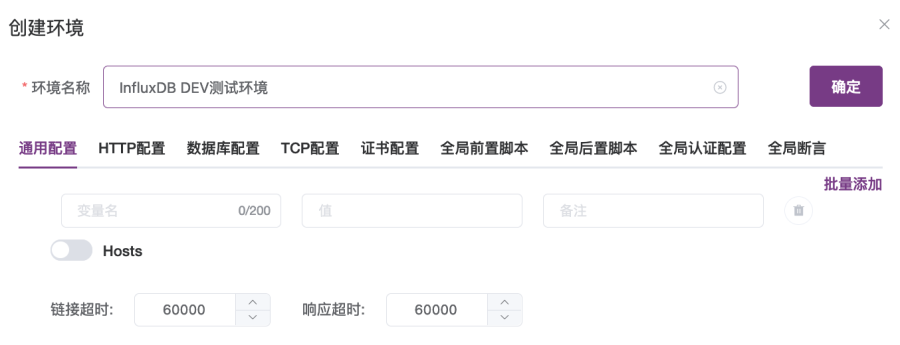 创建环境
* 环境名称 InfluxDB DEV测试环境 确定
通用配置 HTTP配置 数据库配置 TCP配置 证书配置 全局前置脚本 全局后置脚本 全局认证配置 全局断言
批量添加
变量名 0/200 值 备注
Hosts
链接超时: 60000 响应超时: 60000